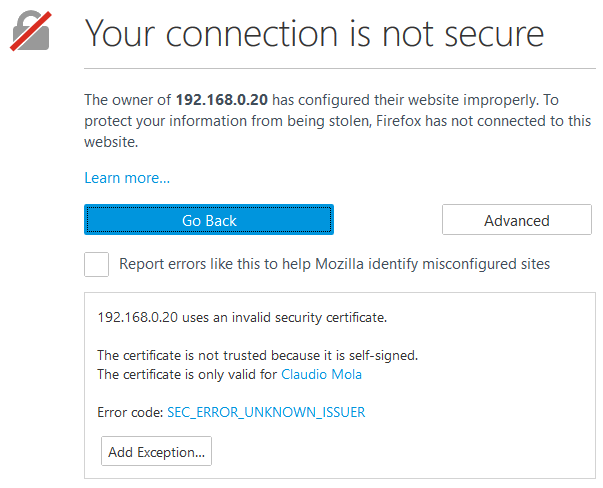 Your connection is not secure
The owner of 192.168.0.20 has configured their website improperly. To
protect your information from being stolen, Firefox has not connected to this
website.
Learn more...
Go Back
Advanced
Report errors like this to help Mozilla identify misconfigured sites
192.168.0.20 uses an invalid security certificate.
The certificate is not trusted because it is self-signed.
The certificate is only valid for Claudio Mola
Error code: SEC_ERROR_UNKNOWN_ISSUER
Add Exception...